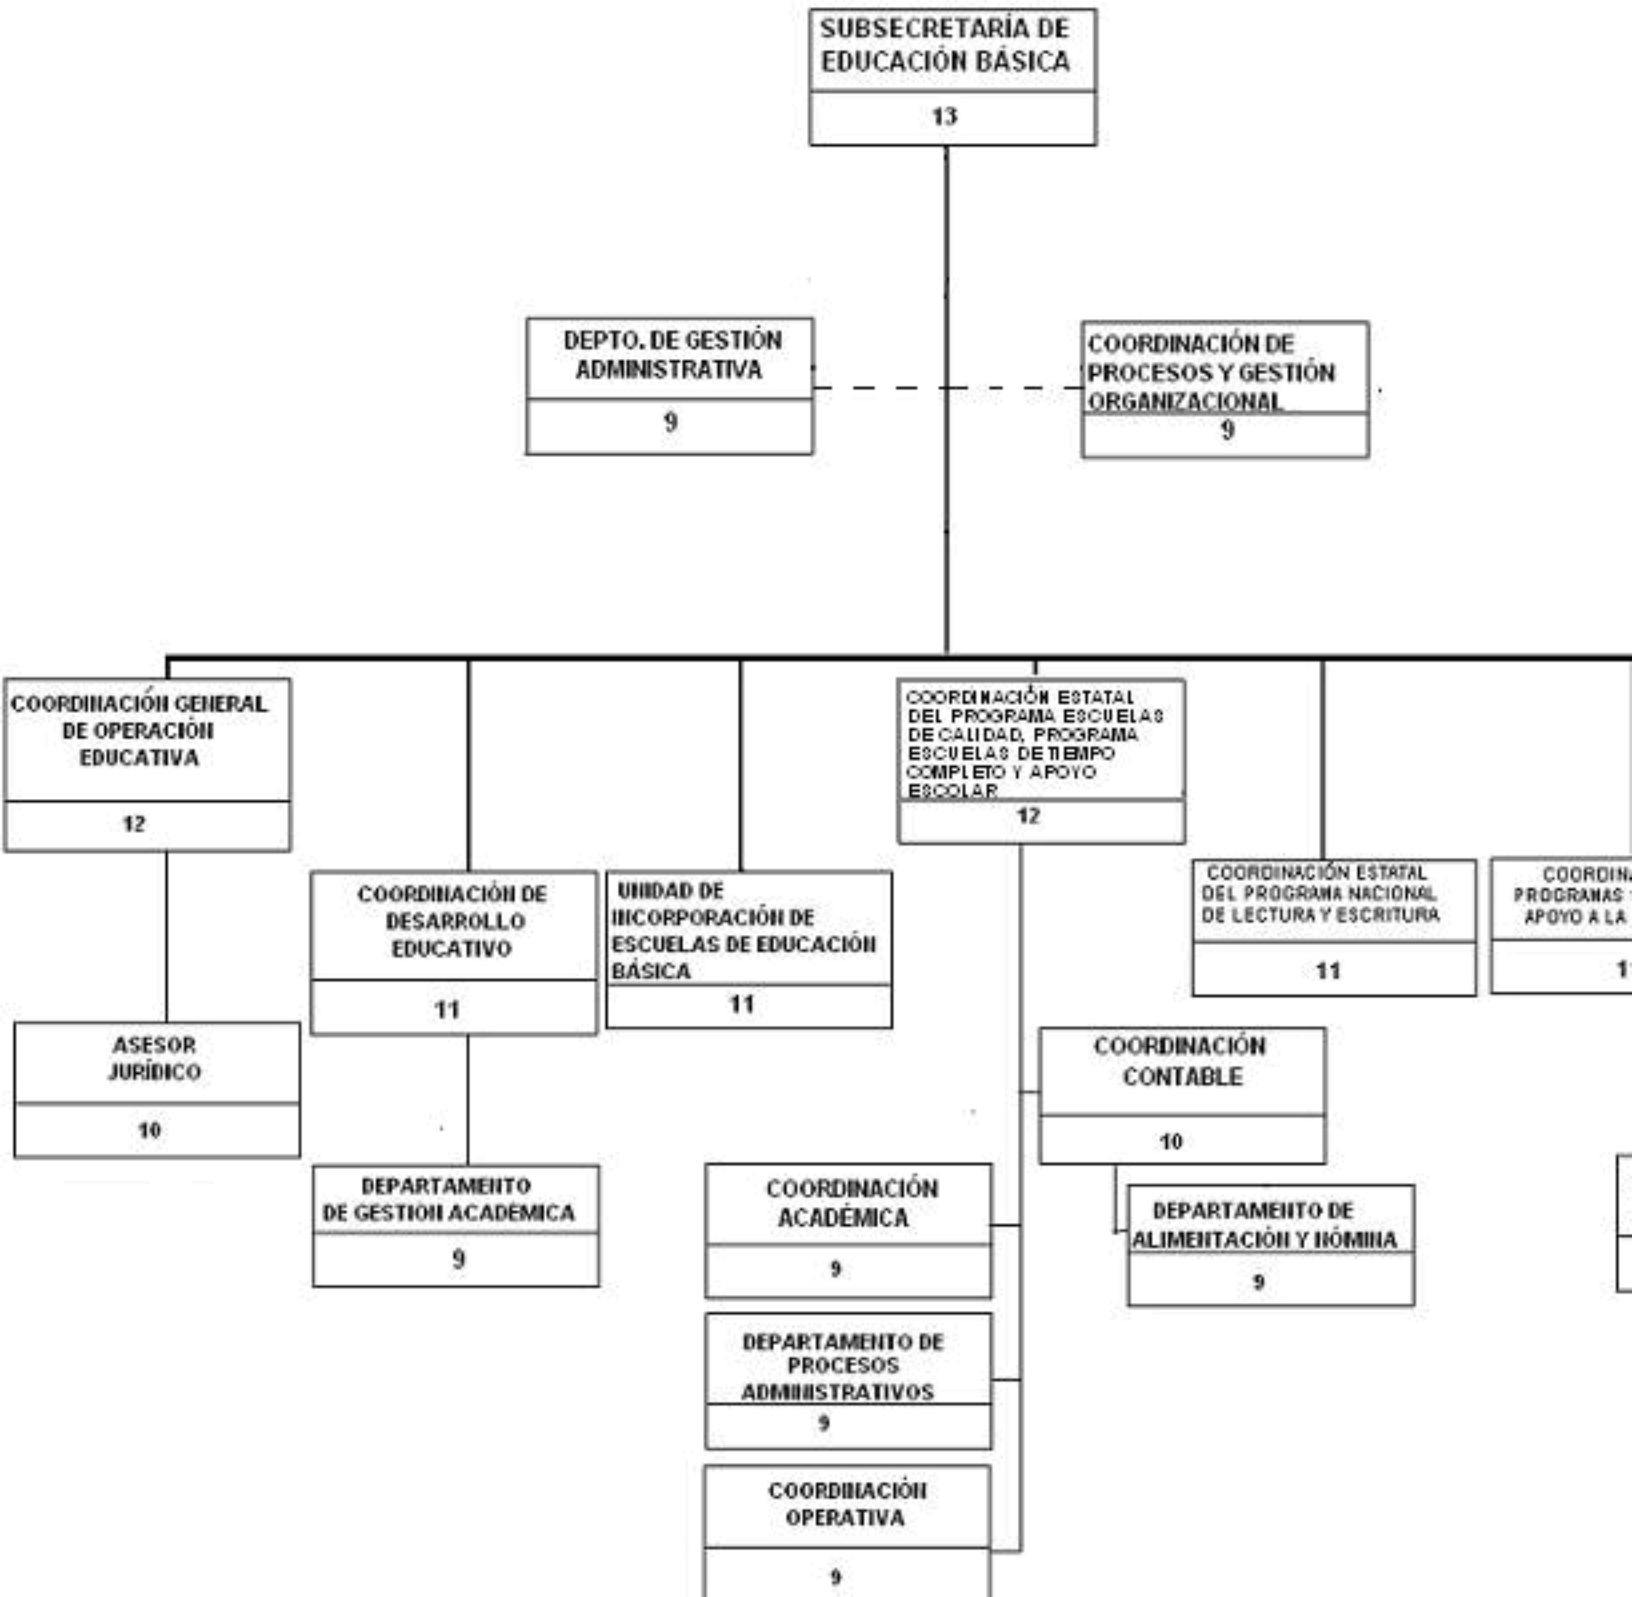 SUBSECRETARÍA DE
EDUCACIÓN BÁSICA
13
DEPTO. DE GESTIÓN
ADMINISTRATIVA
9
COORDINACIÓN DE
PROCESOS Y GESTIÓN
ORGANIZACIONAL
9
COORDINACIÓN GENERAL
DE OPERACIÓN
EDUCATIVA
12
COORDINACIÓN ESTATAL
DEL PROGRAMA ESCUELAS
DE CALIDAD, PROGRAMA
ESCUELAS DE TIEMPO
COMPLETO Y APOYO
ESCOLAR
12
COORDINACIÓN DE
DESARROLLO
EDUCATIVO
11
UNIDAD DE
INCORPORACIÓN DE
ESCUELAS DE EDUCACIÓN
BÁSICA
11
COORDINACIÓN ESTATAL
DEL PROGRAMA NACIONAL
DE LECTURA Y ESCRITURA
11
PROGRAMAS
APOYO A LA
ASESOR
JURÍDICO
10
COORDINACIÓN
CONTABLE
10
DEPARTAMENTO
DE GESTION ACADÉMICA
9
COORDINACIÓN
ACADÉMICA
9
DEPARTAMENTO DE
ALIMENTACIÓN Y NÓMINA
9
DEPARTAMENTO DE
PROCESOS
ADMINISTRATIVOS
9
COORDINACIÓN
OPERATIVA
9